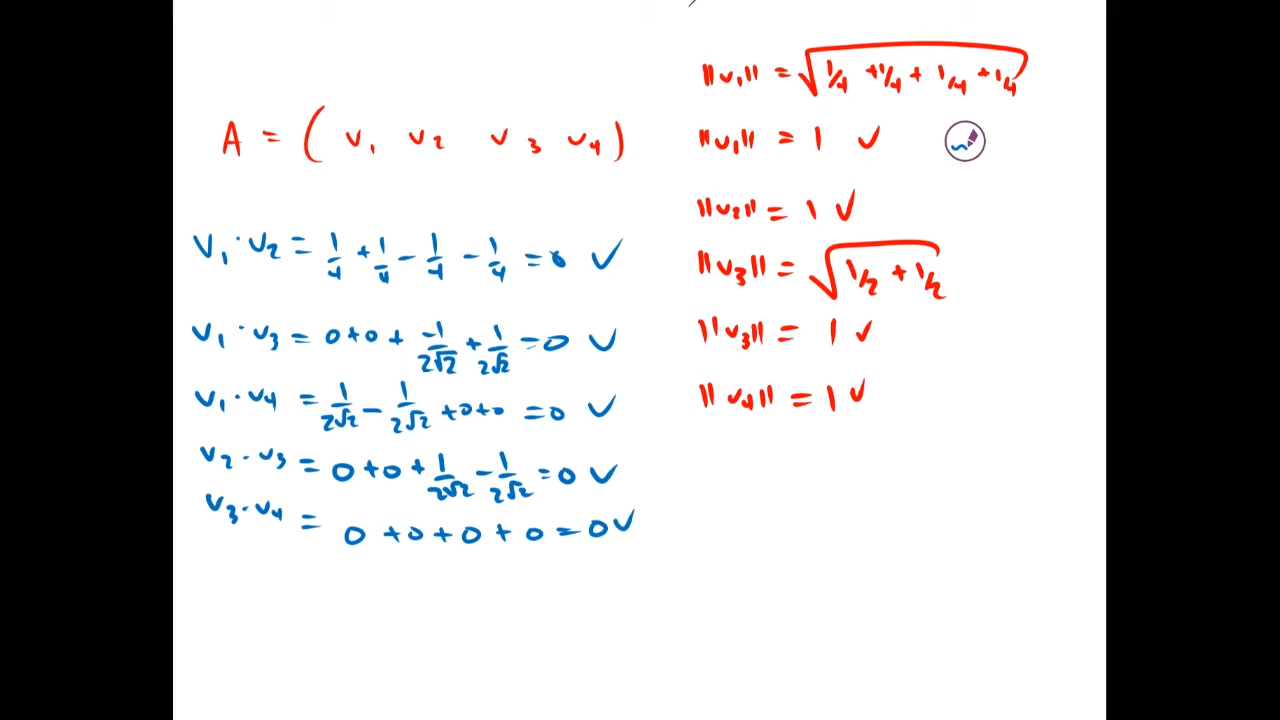 A = ( v₁ v₂ v₃ v₄ )
v₁ · v₂ = 1/4 + 1/4 - 1/4 - 1/4 = 0 ✓
v₁ · v₃ = 0 + 0 + -1/2√2 + 1/2√2 = 0 ✓
v₁ · v₄ = 1/2√2 - 1/2√2 + 0 + 0 = 0 ✓
v₂ · v₃ = 0 + 0 + 1/2√2 - 1/2√2 = 0 ✓
v₃ · v₄ = 0 + 0 + 0 + 0 = 0 ✓
||v₁|| = √(1/4 + 1/4 + 1/4 + 1/4)
||v₁|| = 1 ✓
||v₂|| = 1 ✓
||v₃|| = √(1/2 + 1/2)
||v₃|| = 1 ✓
||v₄|| = 1 ✓